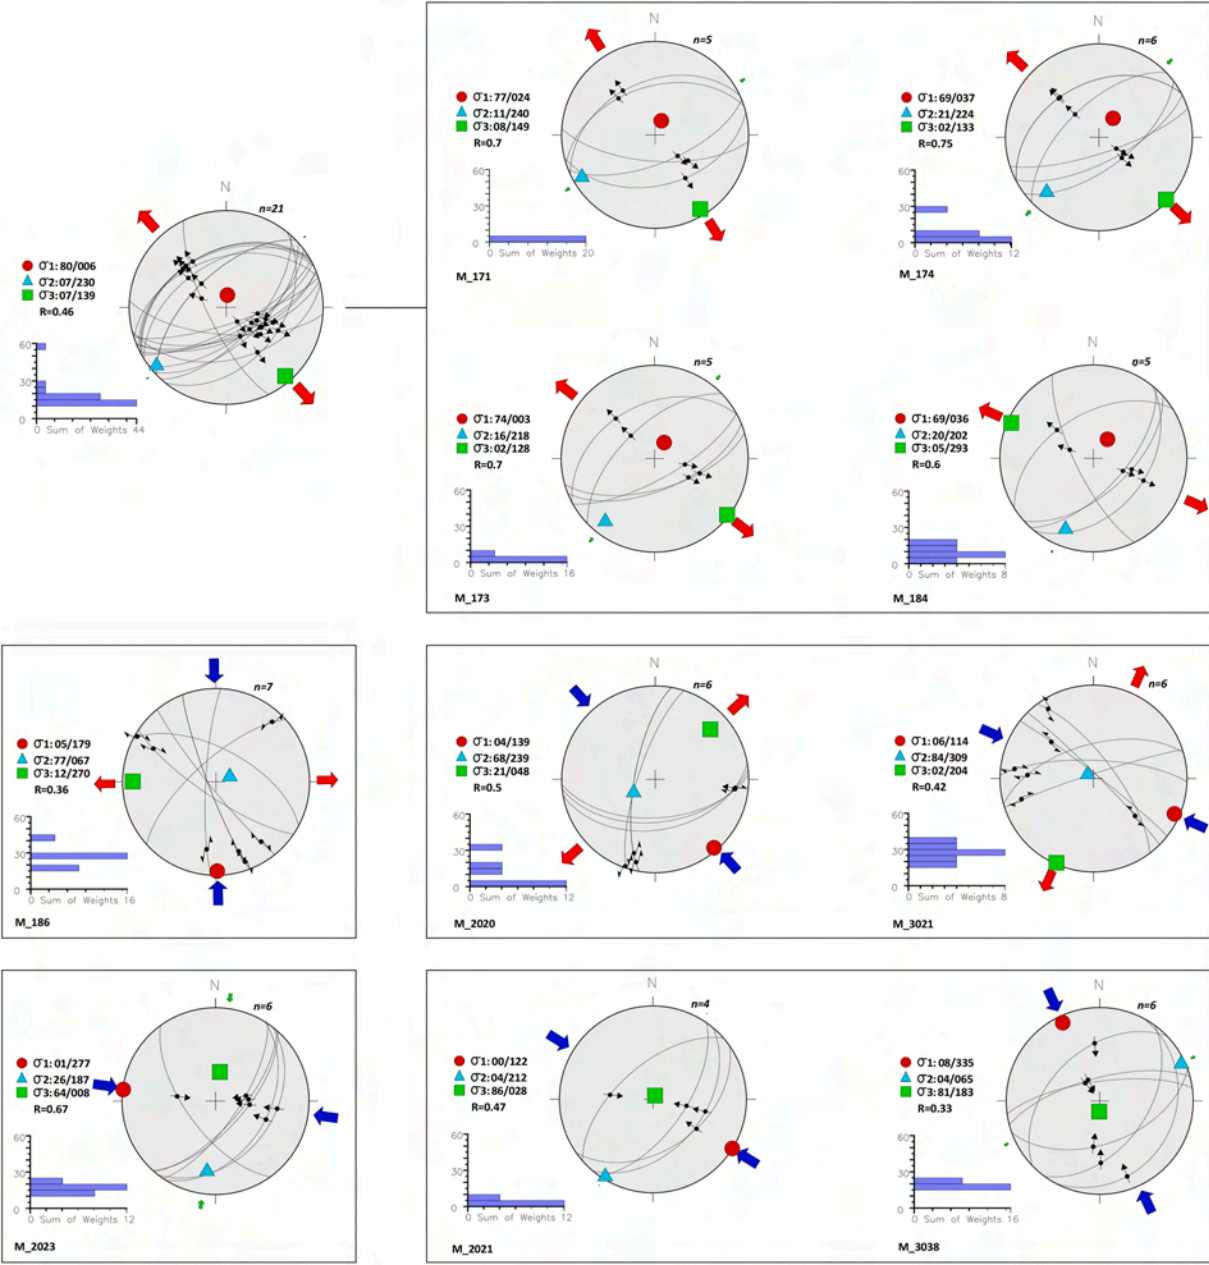 N
n=21
σ1: 80/006
σ2: 07/230
σ3: 07/139
R=0.46
60
30
0
0 Sum of Weights 44
N
n=5
σ1: 77/024
σ2: 11/240
σ3: 08/149
R=0.7
60
30
0
0 Sum of Weights 20
M_171
N
n=6
σ1: 69/037
σ2: 21/224
σ3: 02/133
R=0.75
60
30
0
0 Sum of Weights 12
M_174
N
n=5
σ1: 74/003
σ2: 16/218
σ3: 02/128
R=0.7
60
30
0
0 Sum of Weights 16
M_173
N
n=5
σ1: 69/036
σ2: 20/202
σ3: 05/293
R=0.6
60
30
0
0 Sum of Weights 8
M_184
n=7
σ1: 05/179
σ2: 77/067
σ3: 12/270
R=0.36
60
30
0
0 Sum of Weights 16
M_186
N
n=6
σ1: 04/139
σ2: 68/239
σ3: 21/048
R=0.5
60
30
0
0 Sum of Weights 12
M_2020
N
n=6
σ1: 06/114
σ2: 84/309
σ3: 02/204
R=0.42
60
30
0
0 Sum of Weights 8
M_3021
N
n=6
σ1: 01/277
σ2: 26/187
σ3: 64/008
R=0.67
60
30
0
0 Sum of Weights 12
M_2023
N
n=4
σ1: 00/122
σ2: 04/212
σ3: 86/028
R=0.47
60
30
0
0 Sum of Weights 12
M_2021
N
n=6
σ1: 08/335
σ2: 04/065
σ3: 81/183
R=0.33
60
30
0
0 Sum of Weights 16
M_3038